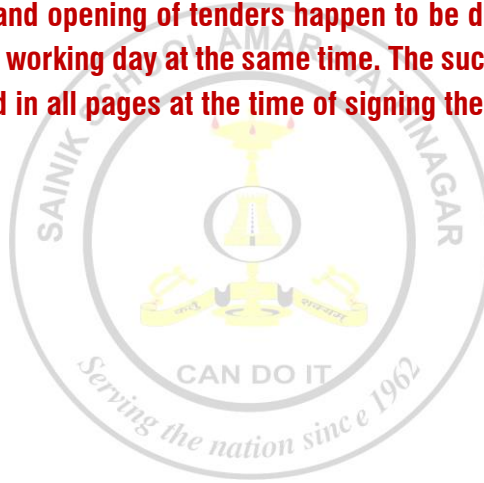 and opening of tenders happen to be d
working day at the same time. The suc
d in all pages at the time of signing the
SAINIK SCHOOL AMARAVATHINAGAR
CAN DO IT
Serving the nation since 1962